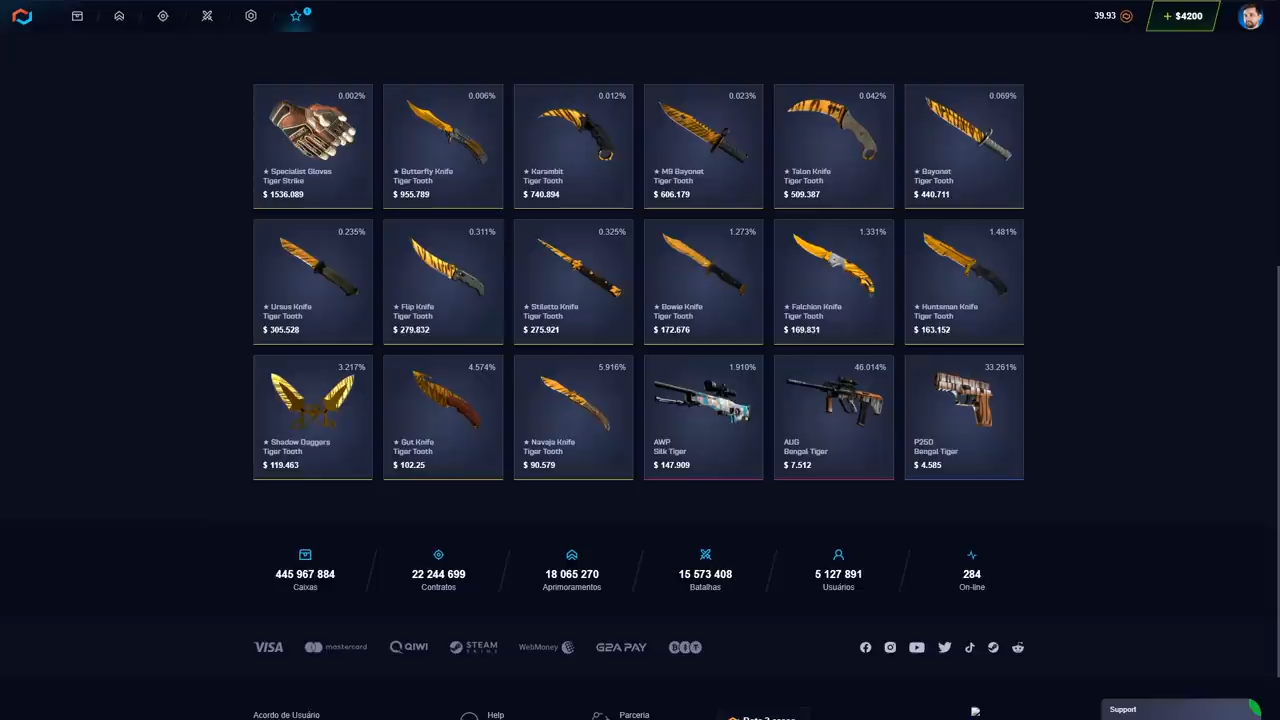 39.93
+ $4200
1
0.002%
★ Specialist Gloves
Tiger Strike
$ 1536.089
0.006%
★ Butterfly Knife
Tiger Tooth
$ 955.789
0.012%
★ Karambit
Tiger Tooth
$ 740.894
0.023%
★ M9 Bayonet
Tiger Tooth
$ 606.179
0.042%
★ Talon Knife
Tiger Tooth
$ 509.387
0.069%
★ Bayonet
Tiger Tooth
$ 440.711
0.235%
★ Ursus Knife
Tiger Tooth
$ 305.528
0.311%
★ Flip Knife
Tiger Tooth
$ 279.832
0.325%
★ Stiletto Knife
Tiger Tooth
$ 275.921
1.273%
★ Bowie Knife
Tiger Tooth
$ 172.676
1.331%
★ Falchion Knife
Tiger Tooth
$ 169.831
1.481%
★ Huntsman Knife
Tiger Tooth
$ 163.152
3.217%
★ Shadow Daggers
Tiger Tooth
$ 119.463
4.574%
★ Gut Knife
Tiger Tooth
$ 102.25
5.916%
★ Navaja Knife
Tiger Tooth
$ 90.579
1.910%
AWP
Silk Tiger
$ 147.909
46.014%
AUG
Bengal Tiger
$ 7.512
33.261%
P250
Bengal Tiger
$ 4.585
445 967 884
Caixas
22 244 699
Contratos
18 065 270
Aprimoramentos
15 573 408
Batalhas
5 127 891
Usuários
284
On-line
VISA
mastercard
QIWI
STEAM
SKINS
WebMoney
G2A PAY
Acordo de Usuário
Help
Parceria
Support